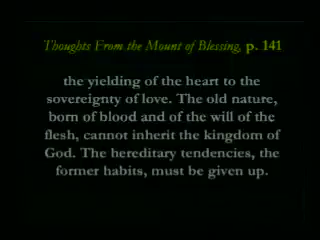 Thoughts From the Mount of Blessing, p. 141
the yielding of the heart to the
sovereignty of love. The old nature,
born of blood and of the will of the
flesh, cannot inherit the kingdom of
God. The hereditary tendencies, the
former habits, must be given up.